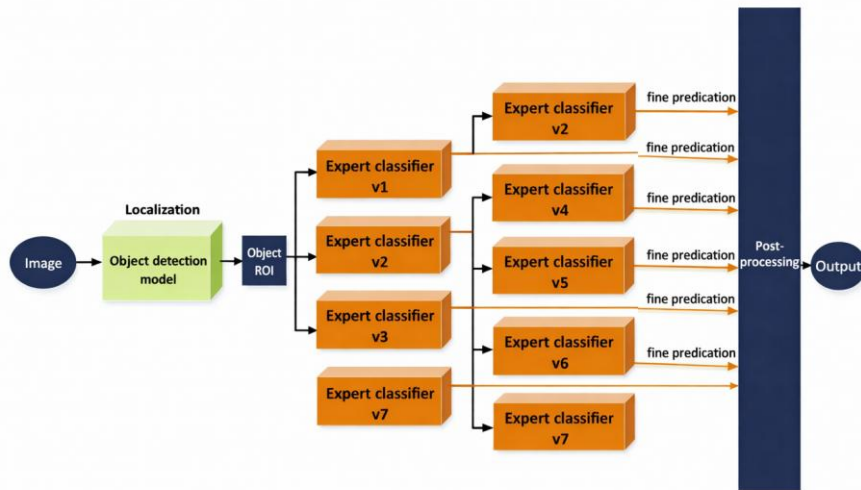 Localization
Image
Object detection
model
Object
ROI
Expert classifier
v1
Expert classifier
v2
Expert classifier
v3
Expert classifier
v7
Expert classifier
v2
Expert classifier
v4
Expert classifier
v5
Expert classifier
v6
Expert classifier
v7
fine predication
fine predication
fine predication
fine predication
fine predication
fine predication
Post-
processing
Output